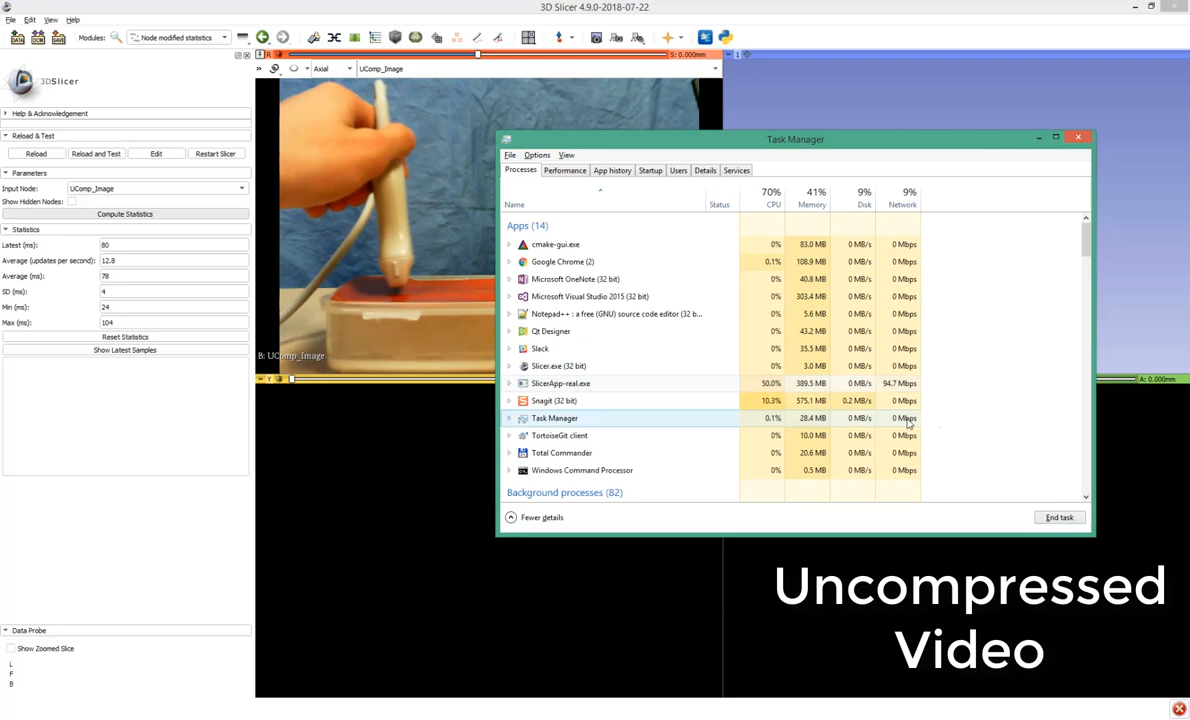 3D Slicer 4.9.0-2018-07-22
File Edit View Help
DATA DCM SAVE Modules: Node modified statistics
R S: 0.000mm
1
Axial UComp_Image
3DSlicer
Help & Acknowledgement
Reload & Test
Reload Reload and Test Edit Restart Slicer
Parameters
Input Node: UComp_Image
Show Hidden Nodes:
Compute Statistics
Statistics
Latest (ms): 80
Average (updates per second): 12.8
Average (ms): 78
SD (ms): 4
Min (ms): 24
Max (ms): 104
Reset Statistics
Show Latest Samples
Data Probe
Show Zoomed Slice
L
F
B
B: UComp_Image
Y A: 0.000mm
Task Manager
File Options View
Processes Performance App history Startup Users Details Services
70% 41% 9% 9%
Name Status CPU Memory Disk Network
Apps (14)
cmake-gui.exe 0% 83.0 MB 0 MB/s 0 Mbps
Google Chrome (2) 0.1% 108.9 MB 0 MB/s 0 Mbps
Microsoft OneNote (32 bit) 0% 40.8 MB 0 MB/s 0 Mbps
Microsoft Visual Studio 2015 (32 bit) 0% 303.4 MB 0 MB/s 0 Mbps
Notepad++ : a free (GNU) source code editor (32 b... 0% 5.6 MB 0 MB/s 0 Mbps
Qt Designer 0% 43.2 MB 0 MB/s 0 Mbps
Slack 0% 35.5 MB 0 MB/s 0 Mbps
Slicer.exe (32 bit) 0% 3.0 MB 0 MB/s 0 Mbps
SlicerApp-real.exe 50.0% 389.5 MB 0 MB/s 94.7 Mbps
Snagit (32 bit) 10.3% 575.1 MB 0.2 MB/s 0 Mbps
Task Manager 0.1% 28.4 MB 0 MB/s 0 Mbps
TortoiseGit client 0% 10.0 MB 0 MB/s 0 Mbps
Total Commander 0% 20.6 MB 0 MB/s 0 Mbps
Windows Command Processor 0% 0.5 MB 0 MB/s 0 Mbps
Background processes (82)
Fewer details End task
Uncompressed
Video